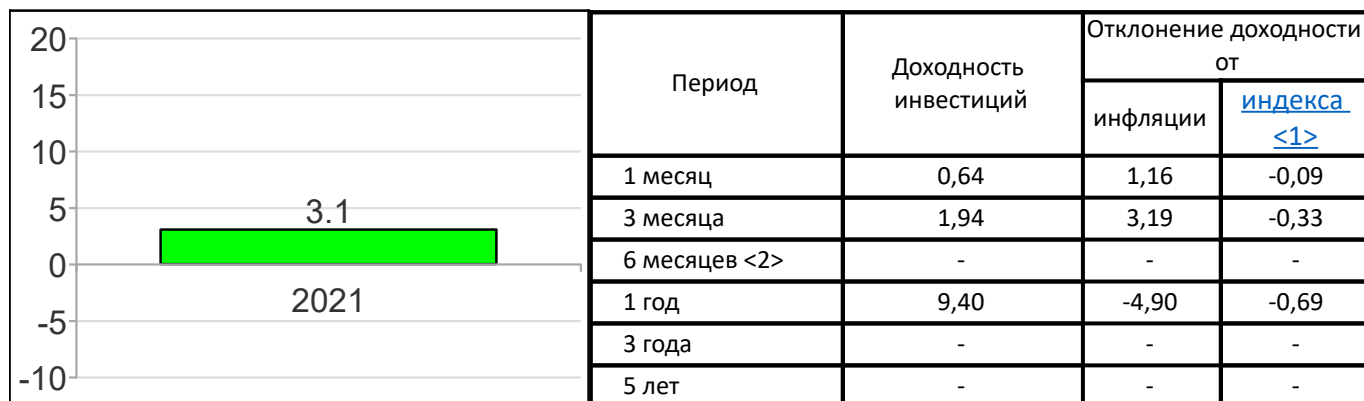 20
15
10
5
0
-5
-10
3.1
2021
Период
Доходность
инвестиций
Отклонение доходности
от
инфляции
индекса
<1>
1 месяц 0,64 1,16 -0,09
3 месяца 1,94 3,19 -0,33
6 месяцев <2> - - -
1 год 9,40 -4,90 -0,69
3 года - - -
5 лет - - -